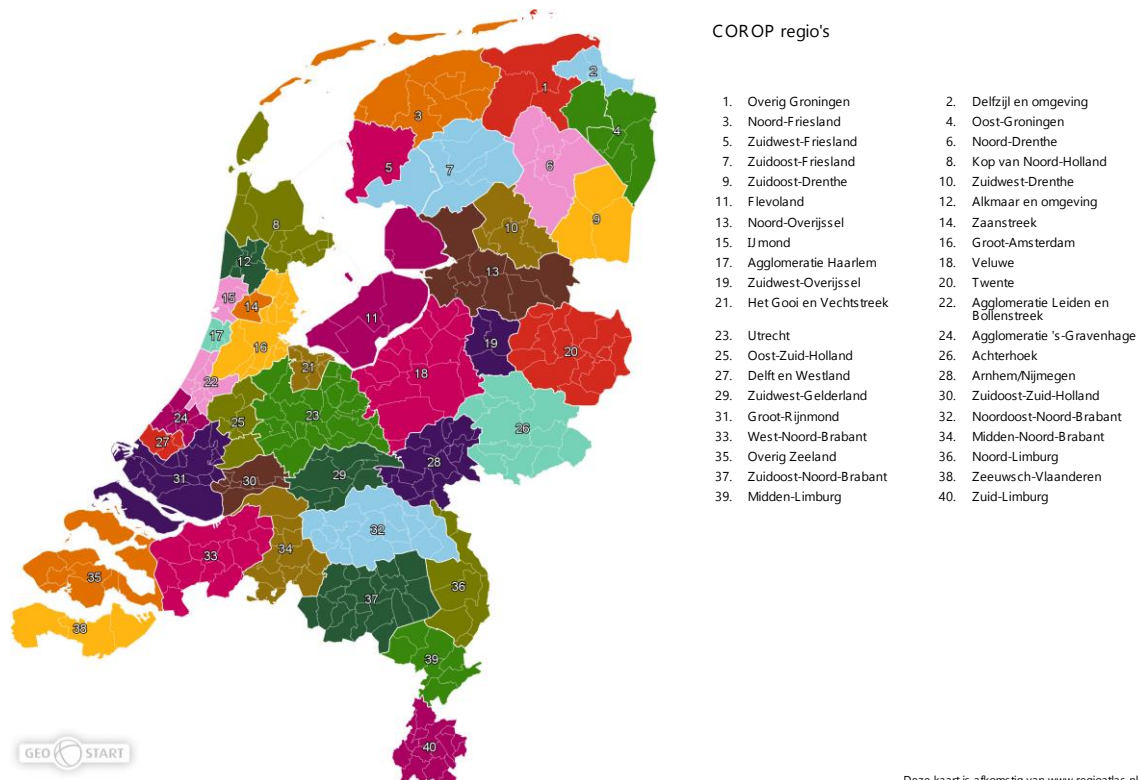 COROP regio's
1. Overig Groningen
2. Delfzijl en omgeving
3. Noord-Friesland
4. Oost-Groningen
5. Zuidwest-Friesland
6. Noord-Drenthe
7. Zuidoost-Friesland
8. Kop van Noord-Holland
9. Zuidoost-Drenthe
10. Zuidwest-Drenthe
11. Flevoland
12. Alkmaar en omgeving
13. Noord-Overijssel
14. Zaanstreek
15. IJmond
16. Groot-Amsterdam
17. Agglomeratie Haarlem
18. Veluwe
19. Zuidwest-Overijssel
20. Twente
21. Het Gooi en Vechtstreek
22. Agglomeratie Leiden en
Bollenstreek
23. Utrecht
24. Agglomeratie 's-Gravenhage
25. Oost-Zuid-Holland
26. Achterhoek
27. Delft en Westland
28. Arnhem/Nijmegen
29. Zuidwest-Gelderland
30. Zuidoost-Zuid-Holland
31. Groot-Rijnmond
32. Noordoost-Noord-Brabant
33. West-Noord-Brabant
34. Midden-Noord-Brabant
35. Overig Zeeland
36. Noord-Limburg
37. Zuidoost-Noord-Brabant
38. Zeeuwsch-Vlaanderen
39. Midden-Limburg
40. Zuid-Limburg
2
1
3
4
5
7
6
8
9
10
12
13
15
14
11
17
16
19
20
21
18
22
24
25
23
26
27
31
30
29
28
32
33
34
35
36
37
38
39
40
GEO START
Deze kaart is afkomstig van www.regioatlas.nl